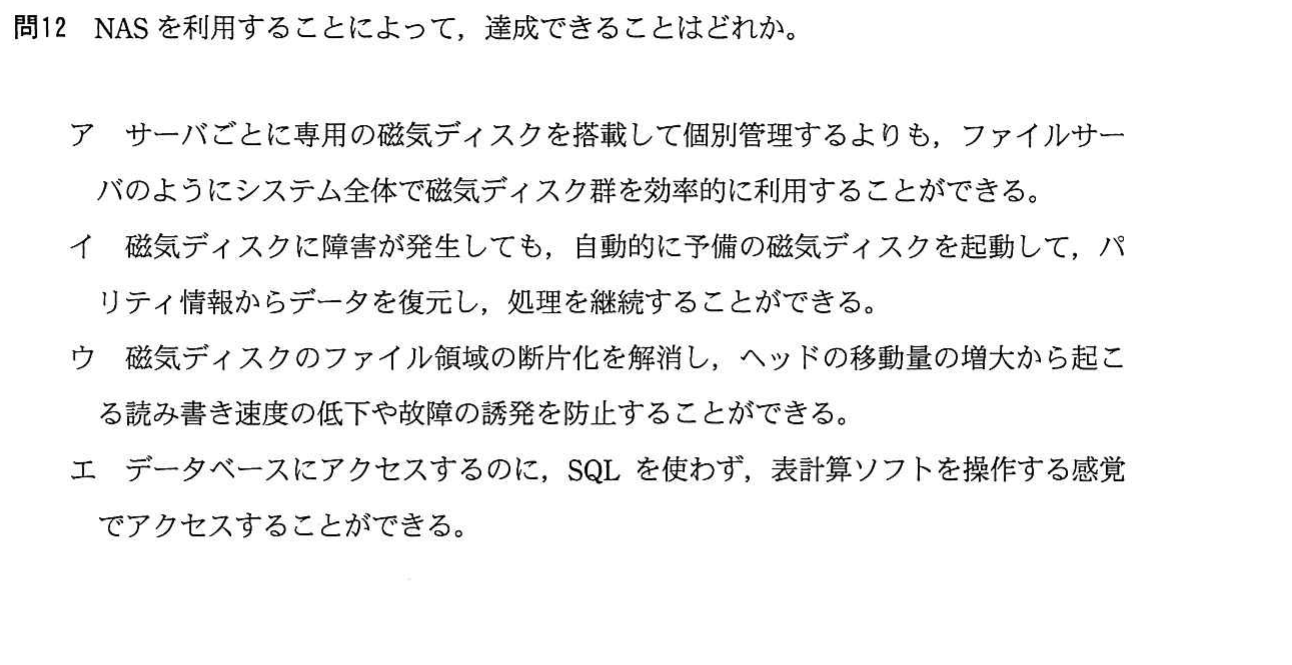 問12 NASを利用することによって，達成できることはどれか。
ア サーバごとに専用の磁気ディスクを搭載して個別管理するよりも，ファイルサー
バのようにシステム全体で磁気ディスク群を効率的に利用することができる。
イ 磁気ディスクに障害が発生しても，自動的に予備の磁気ディスクを起動して，パ
リティ情報からデータを復元し，処理を継続することができる。
ウ 磁気ディスクのファイル領域の断片化を解消し，ヘッドの移動量の増大から起こ
る読み書き速度の低下や故障の誘発を防止することができる。
エ データベースにアクセスするのに，SQL を使わず，表計算ソフトを操作する感覚
でアクセスすることができる。